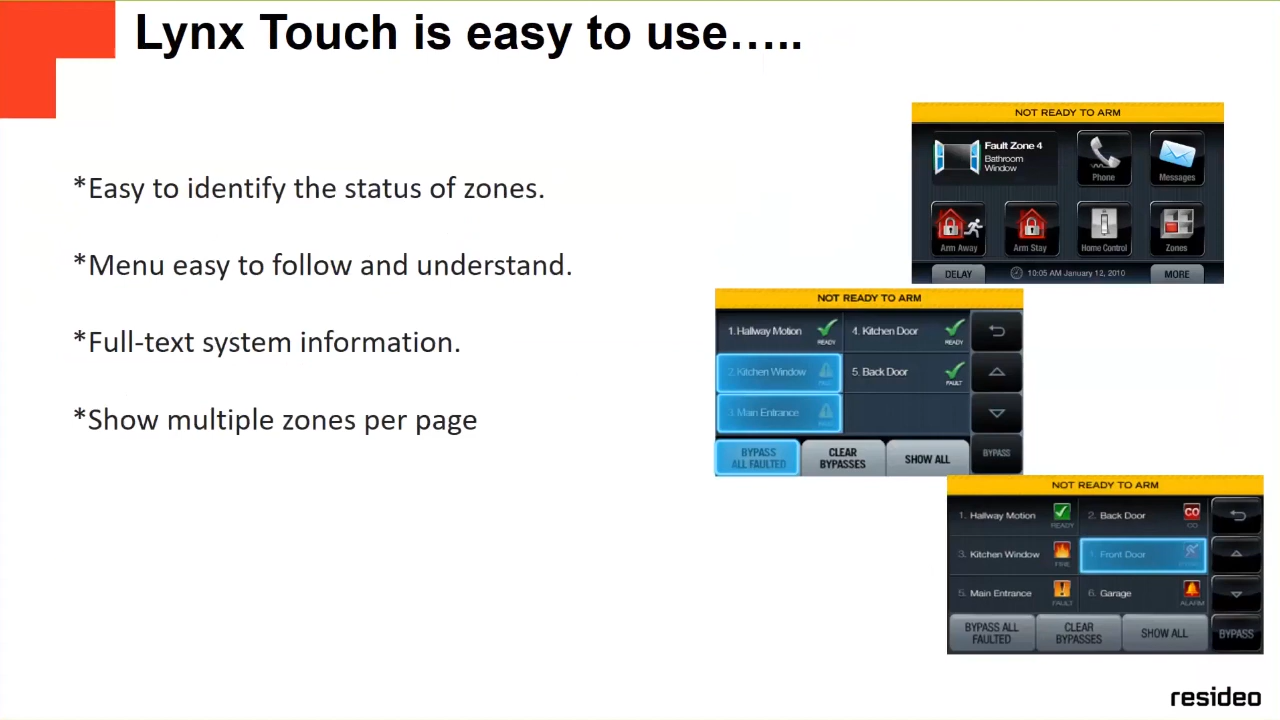 Lynx Touch is easy to use…..
*Easy to identify the status of zones.
*Menu easy to follow and understand.
*Full-text system information.
*Show multiple zones per page
NOT READY TO ARM
Fault Zone 4
Bathroom
Window
Phone
Messages
Arm Away
Arm Stay
Home Control
Zones
DELAY
10:05 AM January 12, 2010
MORE
NOT READY TO ARM
1. Hallway Motion
READY
4. Kitchen Door
READY
2. Kitchen Window
5. Back Door
FAULT
3. Main Entrance
BYPASS
ALL FAULTED
CLEAR
BYPASSES
SHOW ALL
BYPASS
NOT READY TO ARM
1. Hallway Motion
READY
2. Back Door
CO
CO
3. Kitchen Window
FIRE
Front Door
5. Main Entrance
FAULT
6. Garage
ALARM
BYPASS ALL
FAULTED
CLEAR
BYPASSES
SHOW ALL
BYPASS
resideo